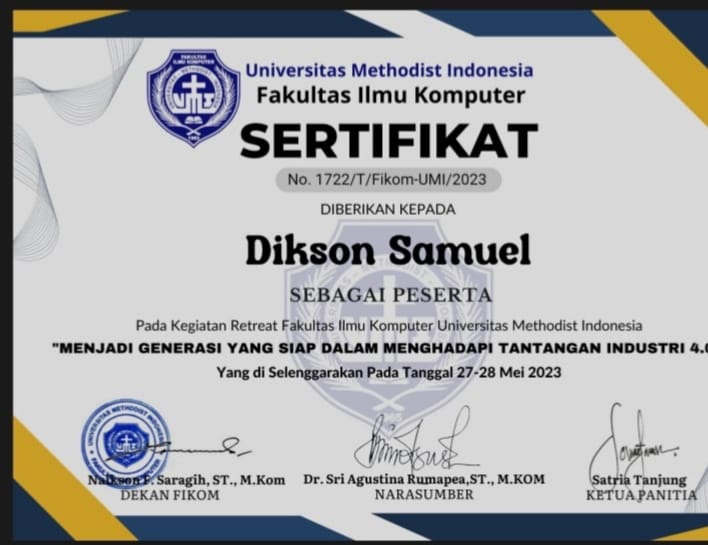 FAKULTAS
ILMU KOMPUTER
UMI
Universitas Methodist Indonesia
Fakultas Ilmu Komputer
SERTIFIKAT
No. 1722/T/Fikom-UMI/2023
DIBERIKAN KEPADA
Dikson Samuel
SEBAGAI PESERTA
Pada Kegiatan Retreat Fakultas Ilmu Komputer Universitas Methodist Indonesia
"MENJADI GENERASI YANG SIAP DALAM MENGHADAPI TANTANGAN INDUSTRI 4.0
Yang di Selenggarakan Pada Tanggal 27-28 Mei 2023
UNIVERSITAS METHODIST INDONESIA
Naikson F. Saragih, ST., M.Kom
DEKAN FIKOM
Dr. Sri Agustina Rumapea,ST., M.KOM
NARASUMBER
Satria Tanjung
KETUA PANITIA